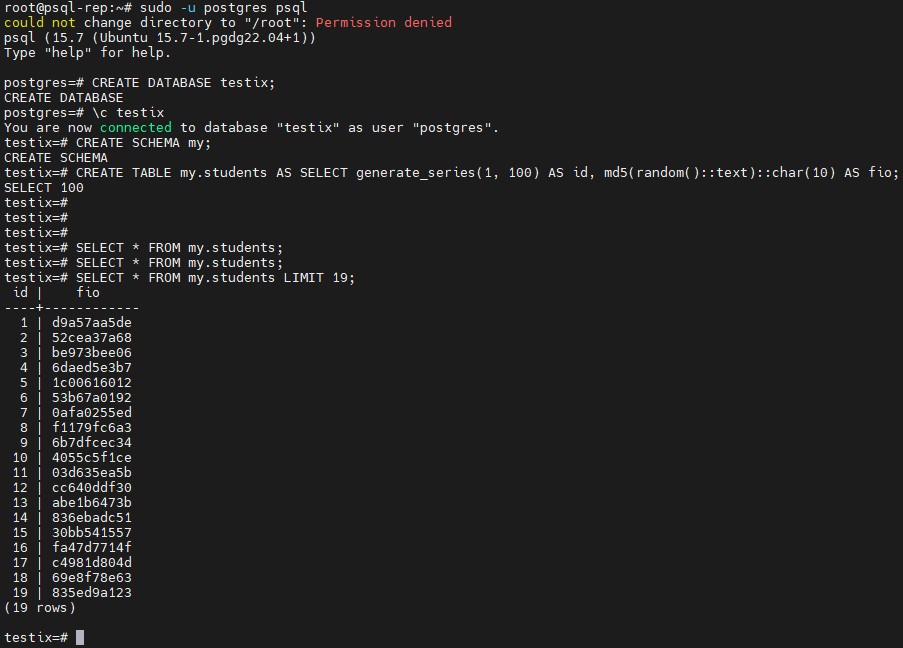 root@psql-rep:~# sudo -u postgres psql
could not change directory to "/root": Permission denied
psql (15.7 (Ubuntu 15.7-1.pgdg22.04+1))
Type "help" for help.
postgres=# CREATE DATABASE testix;
CREATE DATABASE
postgres=# \c testix
You are now connected to database "testix" as user "postgres".
testix=# CREATE SCHEMA my;
CREATE SCHEMA
testix=# CREATE TABLE my.students AS SELECT generate_series(1, 100) AS id, md5(random()::text)::char(10) AS fio;
SELECT 100
testix=#
testix=#
testix=#
testix=# SELECT * FROM my.students;
testix=# SELECT * FROM my.students;
testix=# SELECT * FROM my.students LIMIT 19;
 id |    fio
----+------------
  1 | d9a57aa5de
  2 | 52cea37a68
  3 | be973bee06
  4 | 6daed5e3b7
  5 | 1c00616012
  6 | 53b67a0192
  7 | 0afa0255ed
  8 | f1179fc6a3
  9 | 6b7dfcec34
 10 | 4055c5f1ce
 11 | 03d635ea5b
 12 | cc640ddf30
 13 | abe1b6473b
 14 | 836ebadc51
 15 | 30bb541557
 16 | fa47d7714f
 17 | c4981d804d
 18 | 69e8f78e63
 19 | 835ed9a123
(19 rows)
testix=#